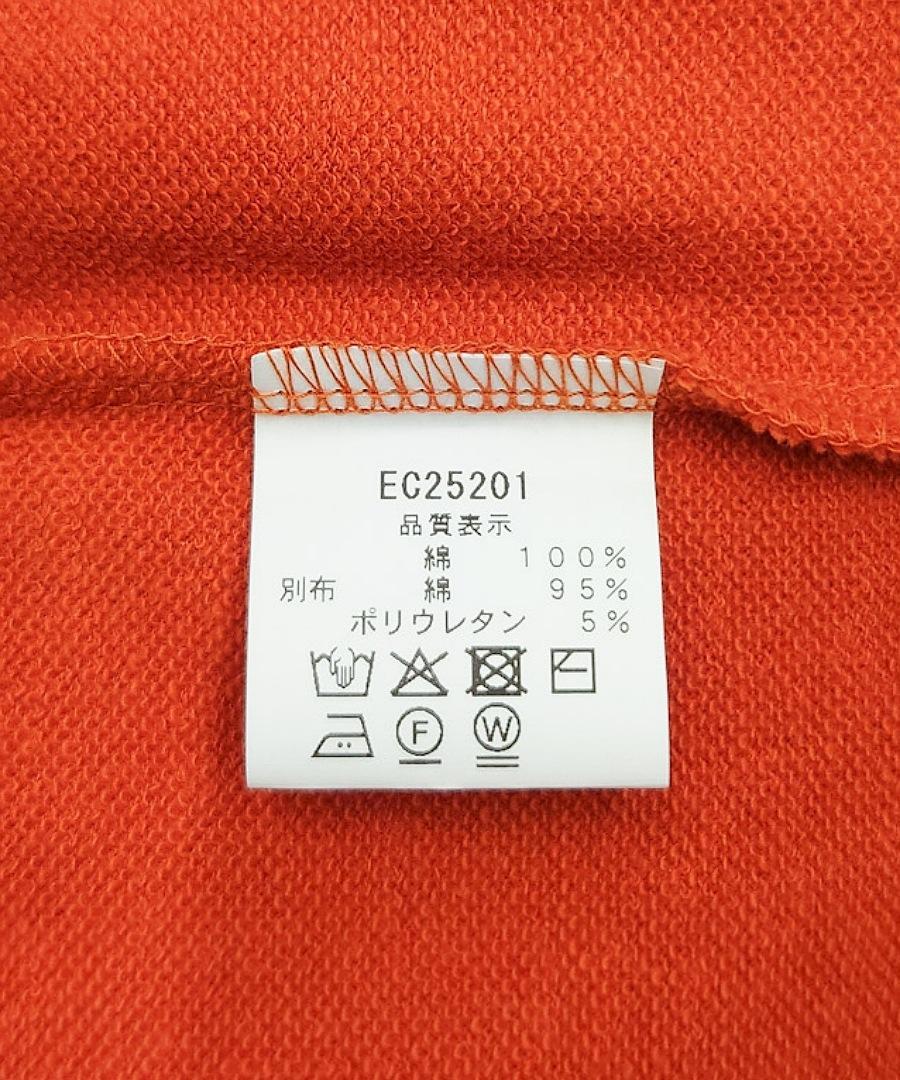 EC25201
品質表示
綿 100%
別布 綿 95%
ポリウレタン 5%
F W